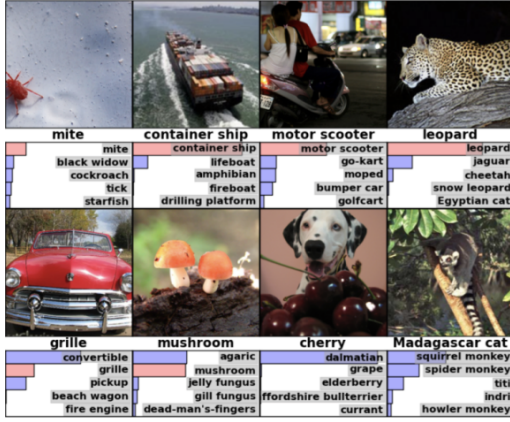 mite container ship motor scooter leopard
mite container ship motor scooter leopard
black widow lifeboat go-kart jaguar
cockroach amphibian moped cheetah
tick fireboat bumper car snow leopard
starfish drilling platform golfcart Egyptian cat
grille mushroom cherry Madagascar cat
convertible agaric dalmatian squirrel monkey
grille mushroom grape spider monkey
pickup jelly fungus elderberry titi
beach wagon gill fungus ffordshire bullterrier indri
fire engine dead-man's-fingers currant howler monkey